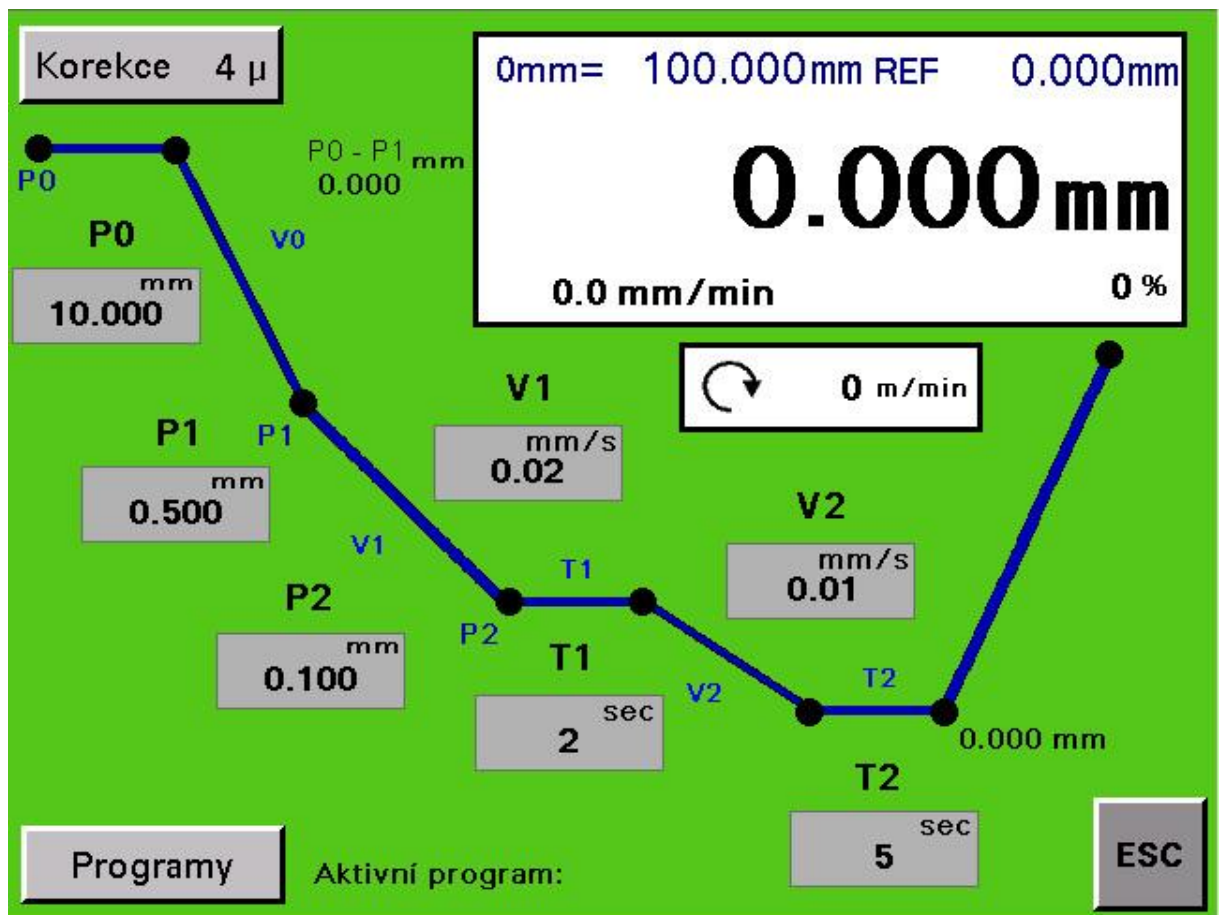 Korekce 4 µ
0mm= 100.000mm REF 0.000mm
P0
P0 - P1 mm
0.000
0.000mm
P0
V0
mm
10.000
0.0 mm/min 0 %
V1
0 m/min
P1
P1
mm/s
0.02
mm
0.500
V1
V2
P2
T1
mm/s
0.01
P2
mm
0.100
T1
V2
T2
sec
2
0.000 mm
T2
sec
5
ESC
Programy
Aktivní program: